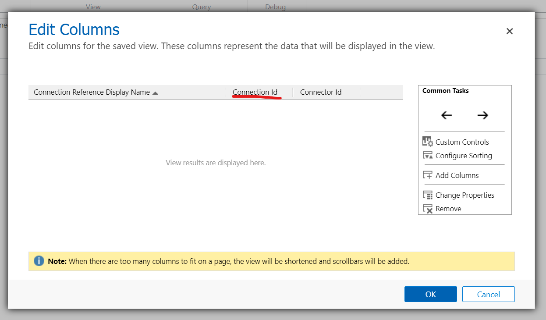 View Query Debug
Edit Columns
Edit columns for the saved view. These columns represent the data that will be displayed in the view.
Connection Reference Display Name Connection Id Connector Id
View results are displayed here.
Common Tasks
Custom Controls
Configure Sorting
Add Columns
Change Properties
Remove
Note: When there are too many columns to fit on a page, the view will be shortened and scrollbars will be added.
OK Cancel